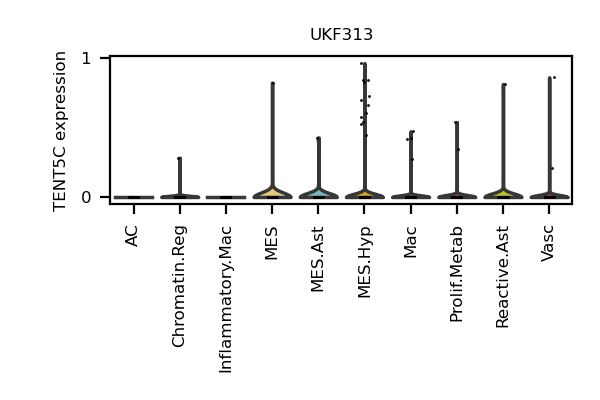 UKF313
TENT5C expression
1
0
AC
Chromatin.Reg
Inflammatory.Mac
MES
MES.Ast
MES.Hyp
Mac
Prolif.Metab
Reactive.Ast
Vasc